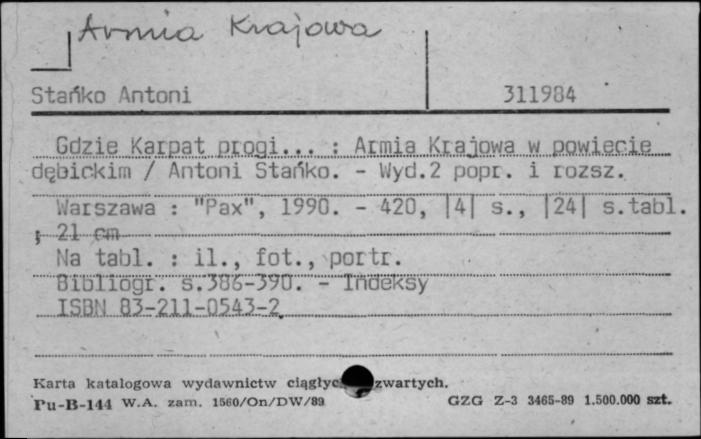 Armia Krajowa
Stańko Antoni 311984
Gdzie Karpat progi... : Armia Krajowa w powiecie
dębickim / Antoni Stańko. - Wyd.2 popr. i rozsz.
Warszawa : "Pax", 1990. - 420, |4| s., |24| s.tabl.
; 21 cm
Na tabl. : il., fot., portr.
Bibliogr. s.386-390. - Indeksy
ISBN 83-211-0543-2
Karta katalogowa wydawnictw zwartych.
Pu-B-144 W.A. zam. 1560/On/DW/89 GZG Z-3 3465-89 1.500.000 szt.